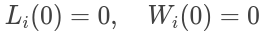 L_i(0) = 0,  W_i(0) = 0